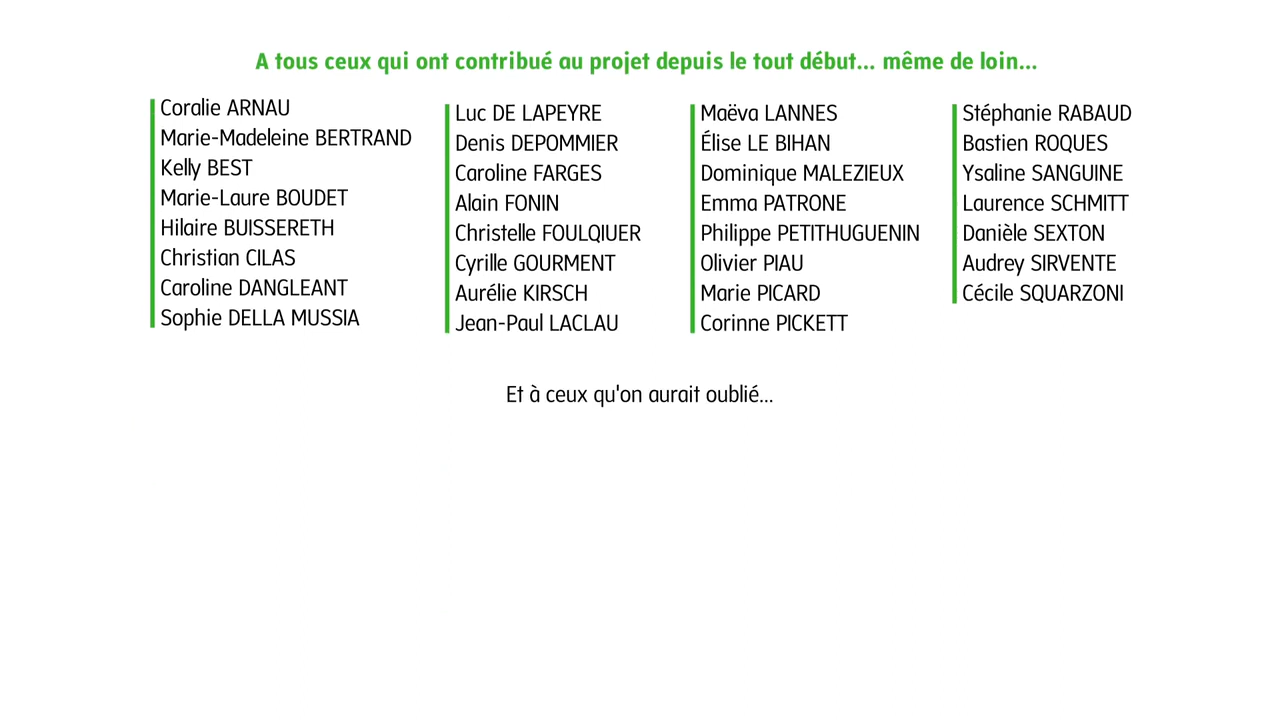 A tous ceux qui ont contribué au projet depuis le tout début... même de loin...
Coralie ARNAU
Marie-Madeleine BERTRAND
Kelly BEST
Marie-Laure BOUDET
Hilaire BUISSERETH
Christian CILAS
Caroline DANGLEANT
Sophie DELLA MUSSIA
Luc DE LAPEYRE
Denis DEPOMMIER
Caroline FARGES
Alain FONIN
Christelle FOULQIUER
Cyrille GOURMENT
Aurélie KIRSCH
Jean-Paul LACLAU
Maëva LANNES
Élise LE BIHAN
Dominique MALEZIEUX
Emma PATRONE
Philippe PETITHUGUENIN
Olivier PIAU
Marie PICARD
Corinne PICKETT
Stéphanie RABAUD
Bastien ROQUES
Ysaline SANGUINE
Laurence SCHMITT
Danièle SEXTON
Audrey SIRVENTE
Cécile SQUARZONI
Et à ceux qu'on aurait oublié...